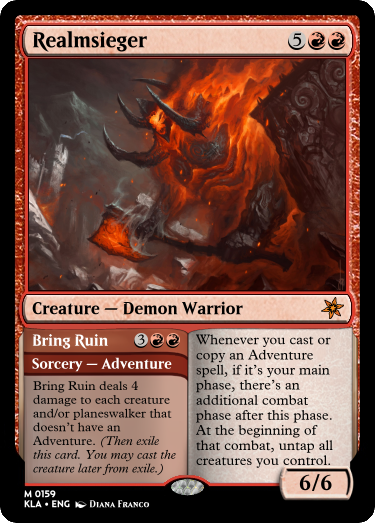 Realmsieger 5
Creature — Demon Warrior
Bring Ruin 3
Sorcery — Adventure
Bring Ruin deals 4
damage to each creature
and/or planeswalker that
doesn't have an
Adventure. (Then exile
this card. You may cast the
creature later from exile.)
Whenever you cast or
copy an Adventure
spell, if it's your main
phase, there's an
additional combat
phase after this phase.
At the beginning of
that combat, untap all
creatures you control.
6/6
M 0159
KLA • ENG Diana Franco